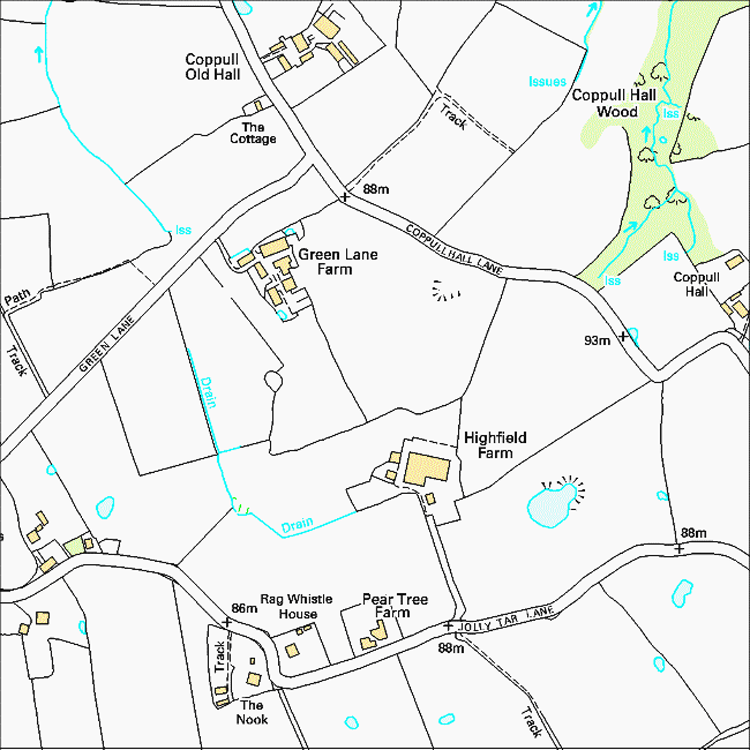 Coppull
Old Hall
Issues
Coppull Hall
Wood
Iss
The
Cottage
Track
88m
Iss
COPPULL HALL LANE
Green Lane
Farm
Iss
Iss
Coppull
Hall
Path
Track
GREEN LANE
93m
Drain
Highfield
Farm
Drain
88m
Rag Whistle
House
Pear Tree
Farm
86m
JOLLY TAR LANE
88m
Track
The
Nook
Track